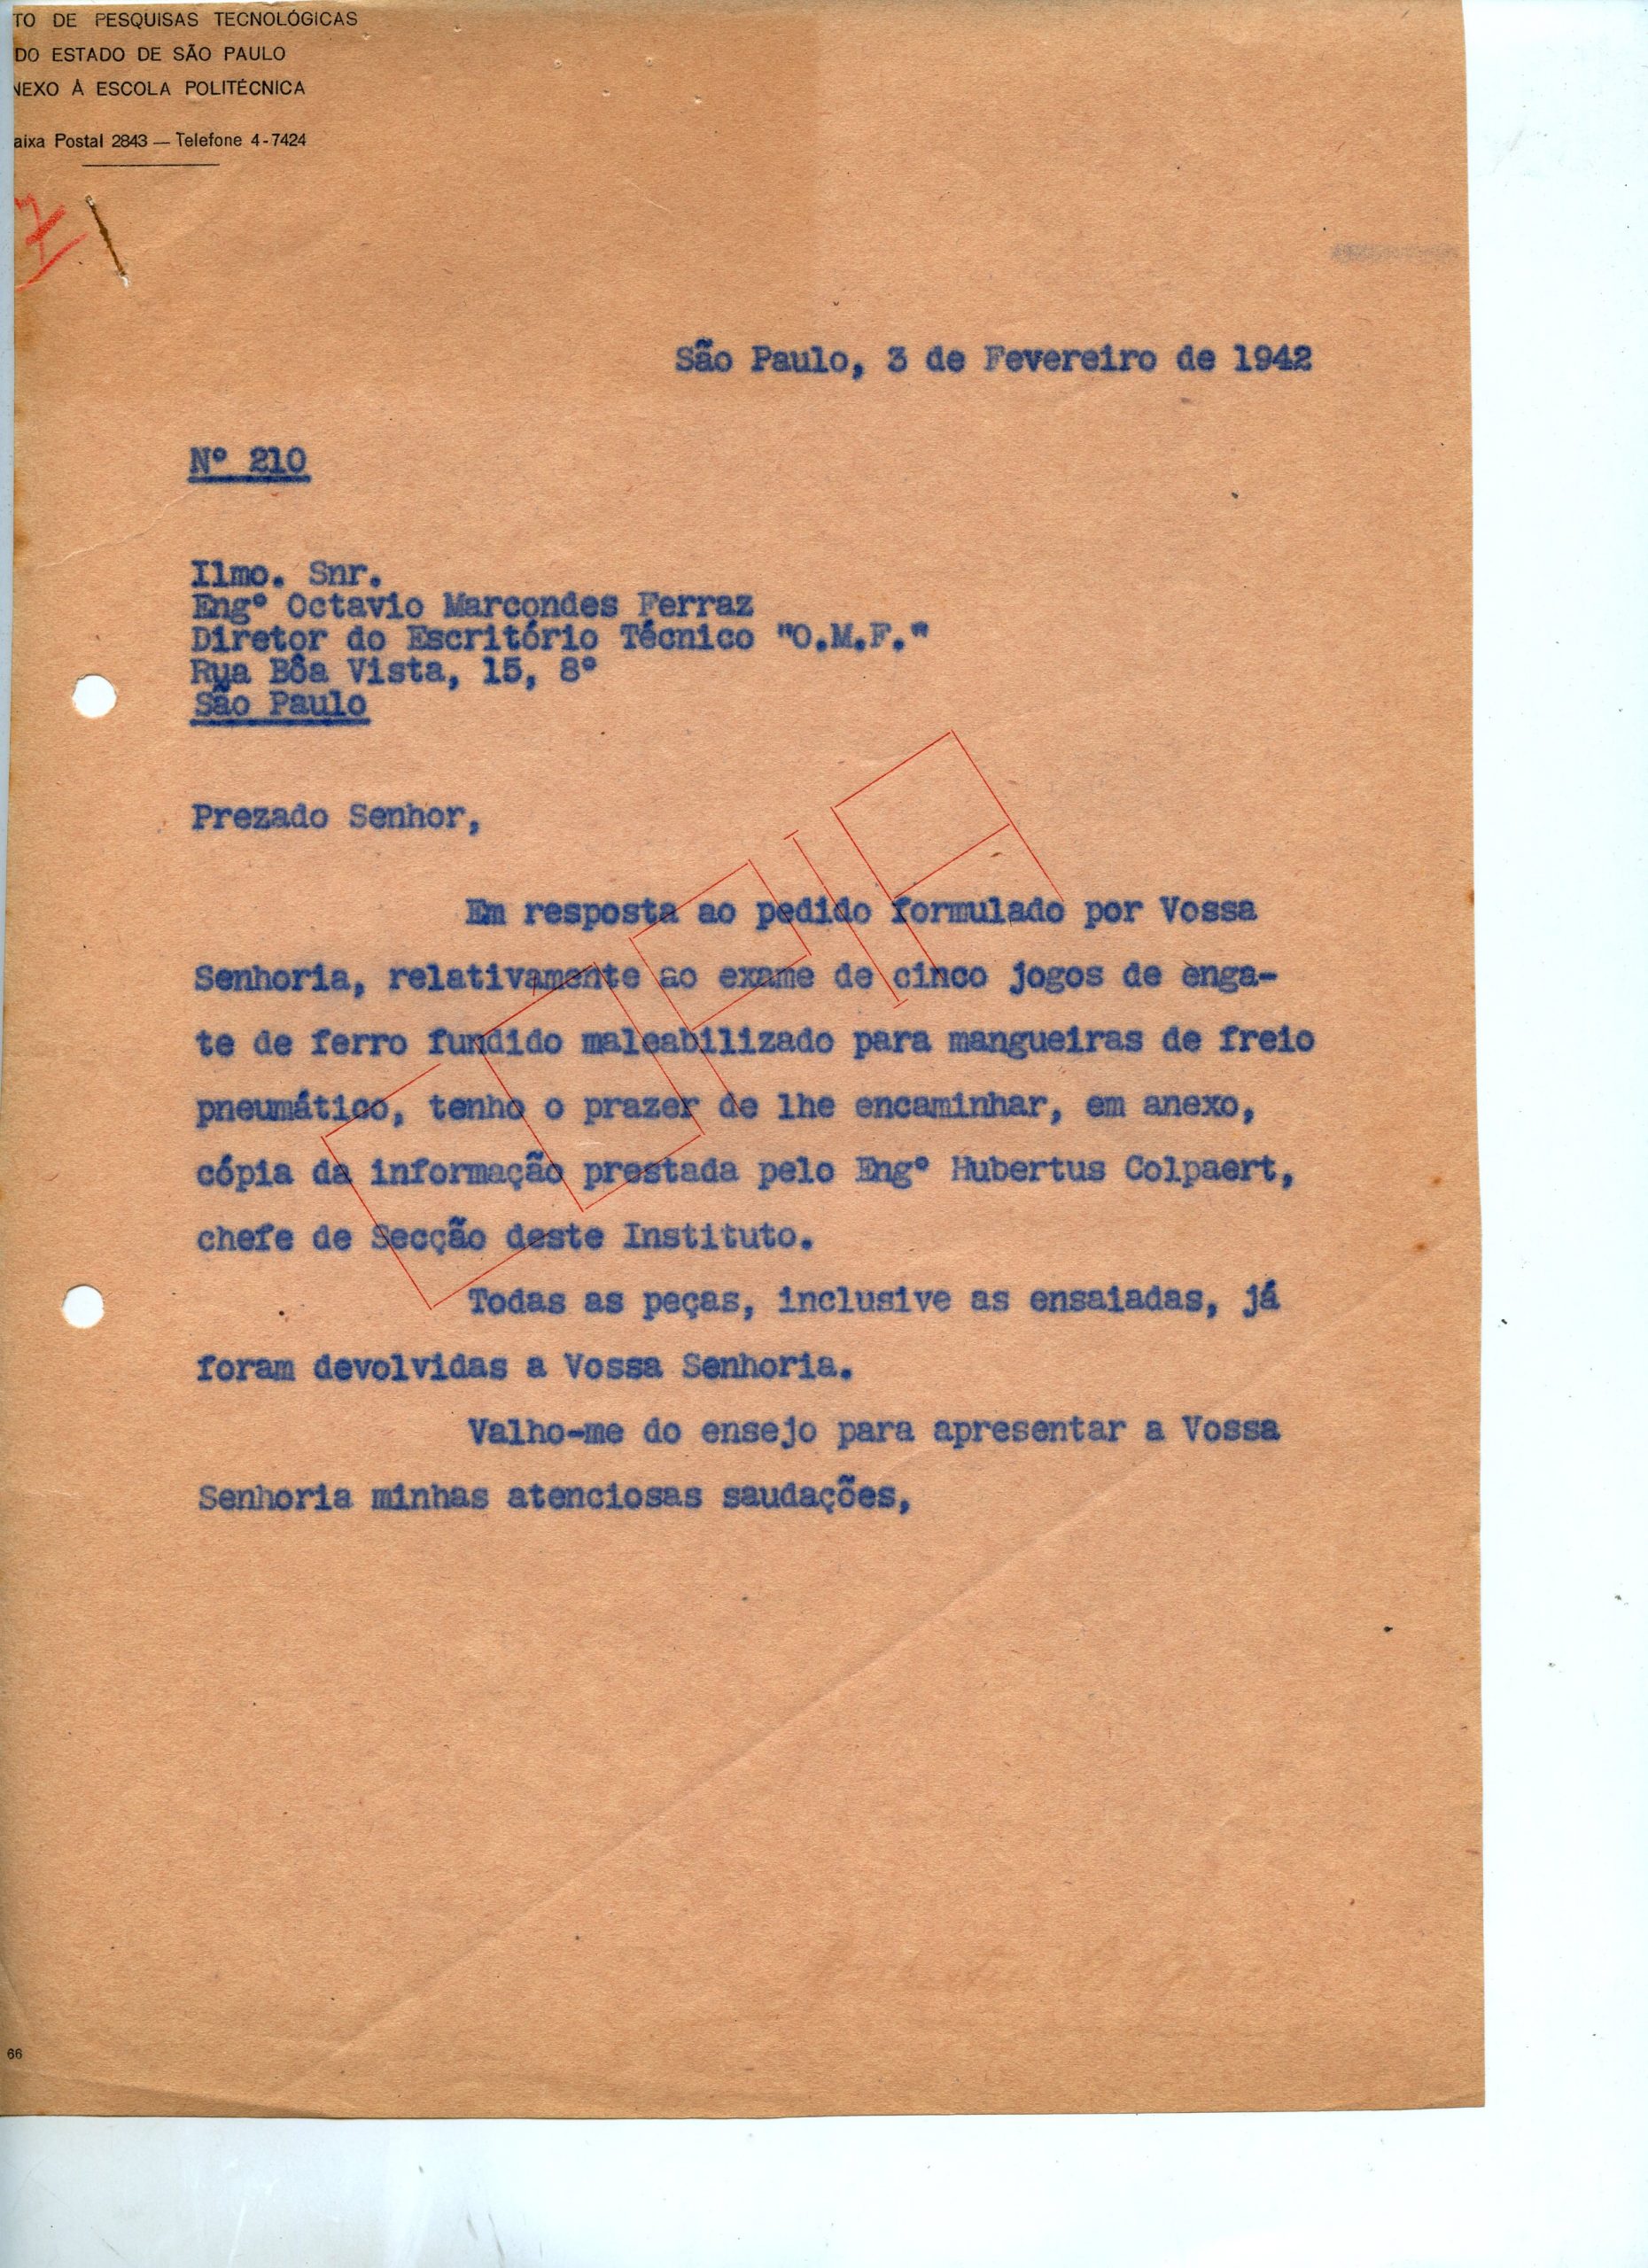 TO DE PESQUISAS TECNOLÓGICAS
DO ESTADO DE SÃO PAULO
NEXO À ESCOLA POLITÉCNICA
aixa Postal 2843 — Telefone 4-7424
7
São Paulo, 3 de Fevereiro de 1942
Nº 210
Ilmo. Snr.
Engº Octavio Marcondes Ferraz
Diretor do Escritório Técnico "O.M.F."
Rua Bôa Vista, 15, 8º
São Paulo
Prezado Senhor,
Em resposta ao pedido formulado por Vossa
Senhoria, relativamente ao exame de cinco jogos de enga-
te de ferro fundido maleabilizado para mangueiras de freio
pneumático, tenho o prazer de lhe encaminhar, em anexo,
cópia da informação prestada pelo Engº Hubertus Colpaert,
chefe de Secção deste Instituto.
Todas as peças, inclusive as ensaiadas, já
foram devolvidas a Vossa Senhoria.
Valho-me do ensejo para apresentar a Vossa
Senhoria minhas atenciosas saudações,
COPIA
66